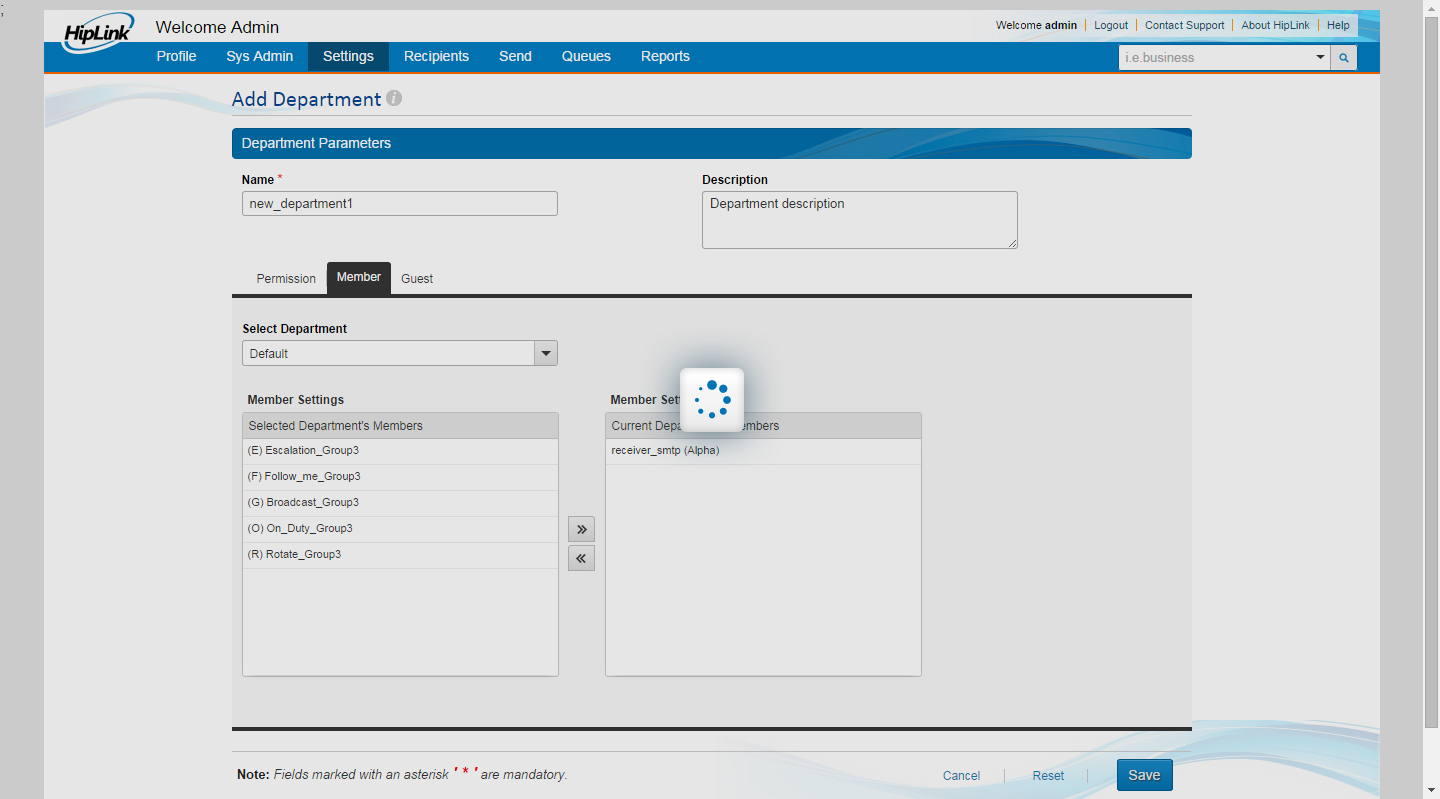 ;
HipLink
Welcome Admin
Welcome admin Logout Contact Support About HipLink Help
Profile Sys Admin Settings Recipients Send Queues Reports
i.e.business
Add Department i
Department Parameters
Name * Description
new_department1 Department description
Permission Member Guest
Select Department
Default
Member Settings Member Set
Selected Department's Members Current Depa embers
(E) Escalation_Group3 receiver_smtp (Alpha)
(F) Follow_me_Group3
(G) Broadcast_Group3
(O) On_Duty_Group3
(R) Rotate_Group3
»
«
Note: Fields marked with an asterisk ' * ' are mandatory. Cancel Reset Save